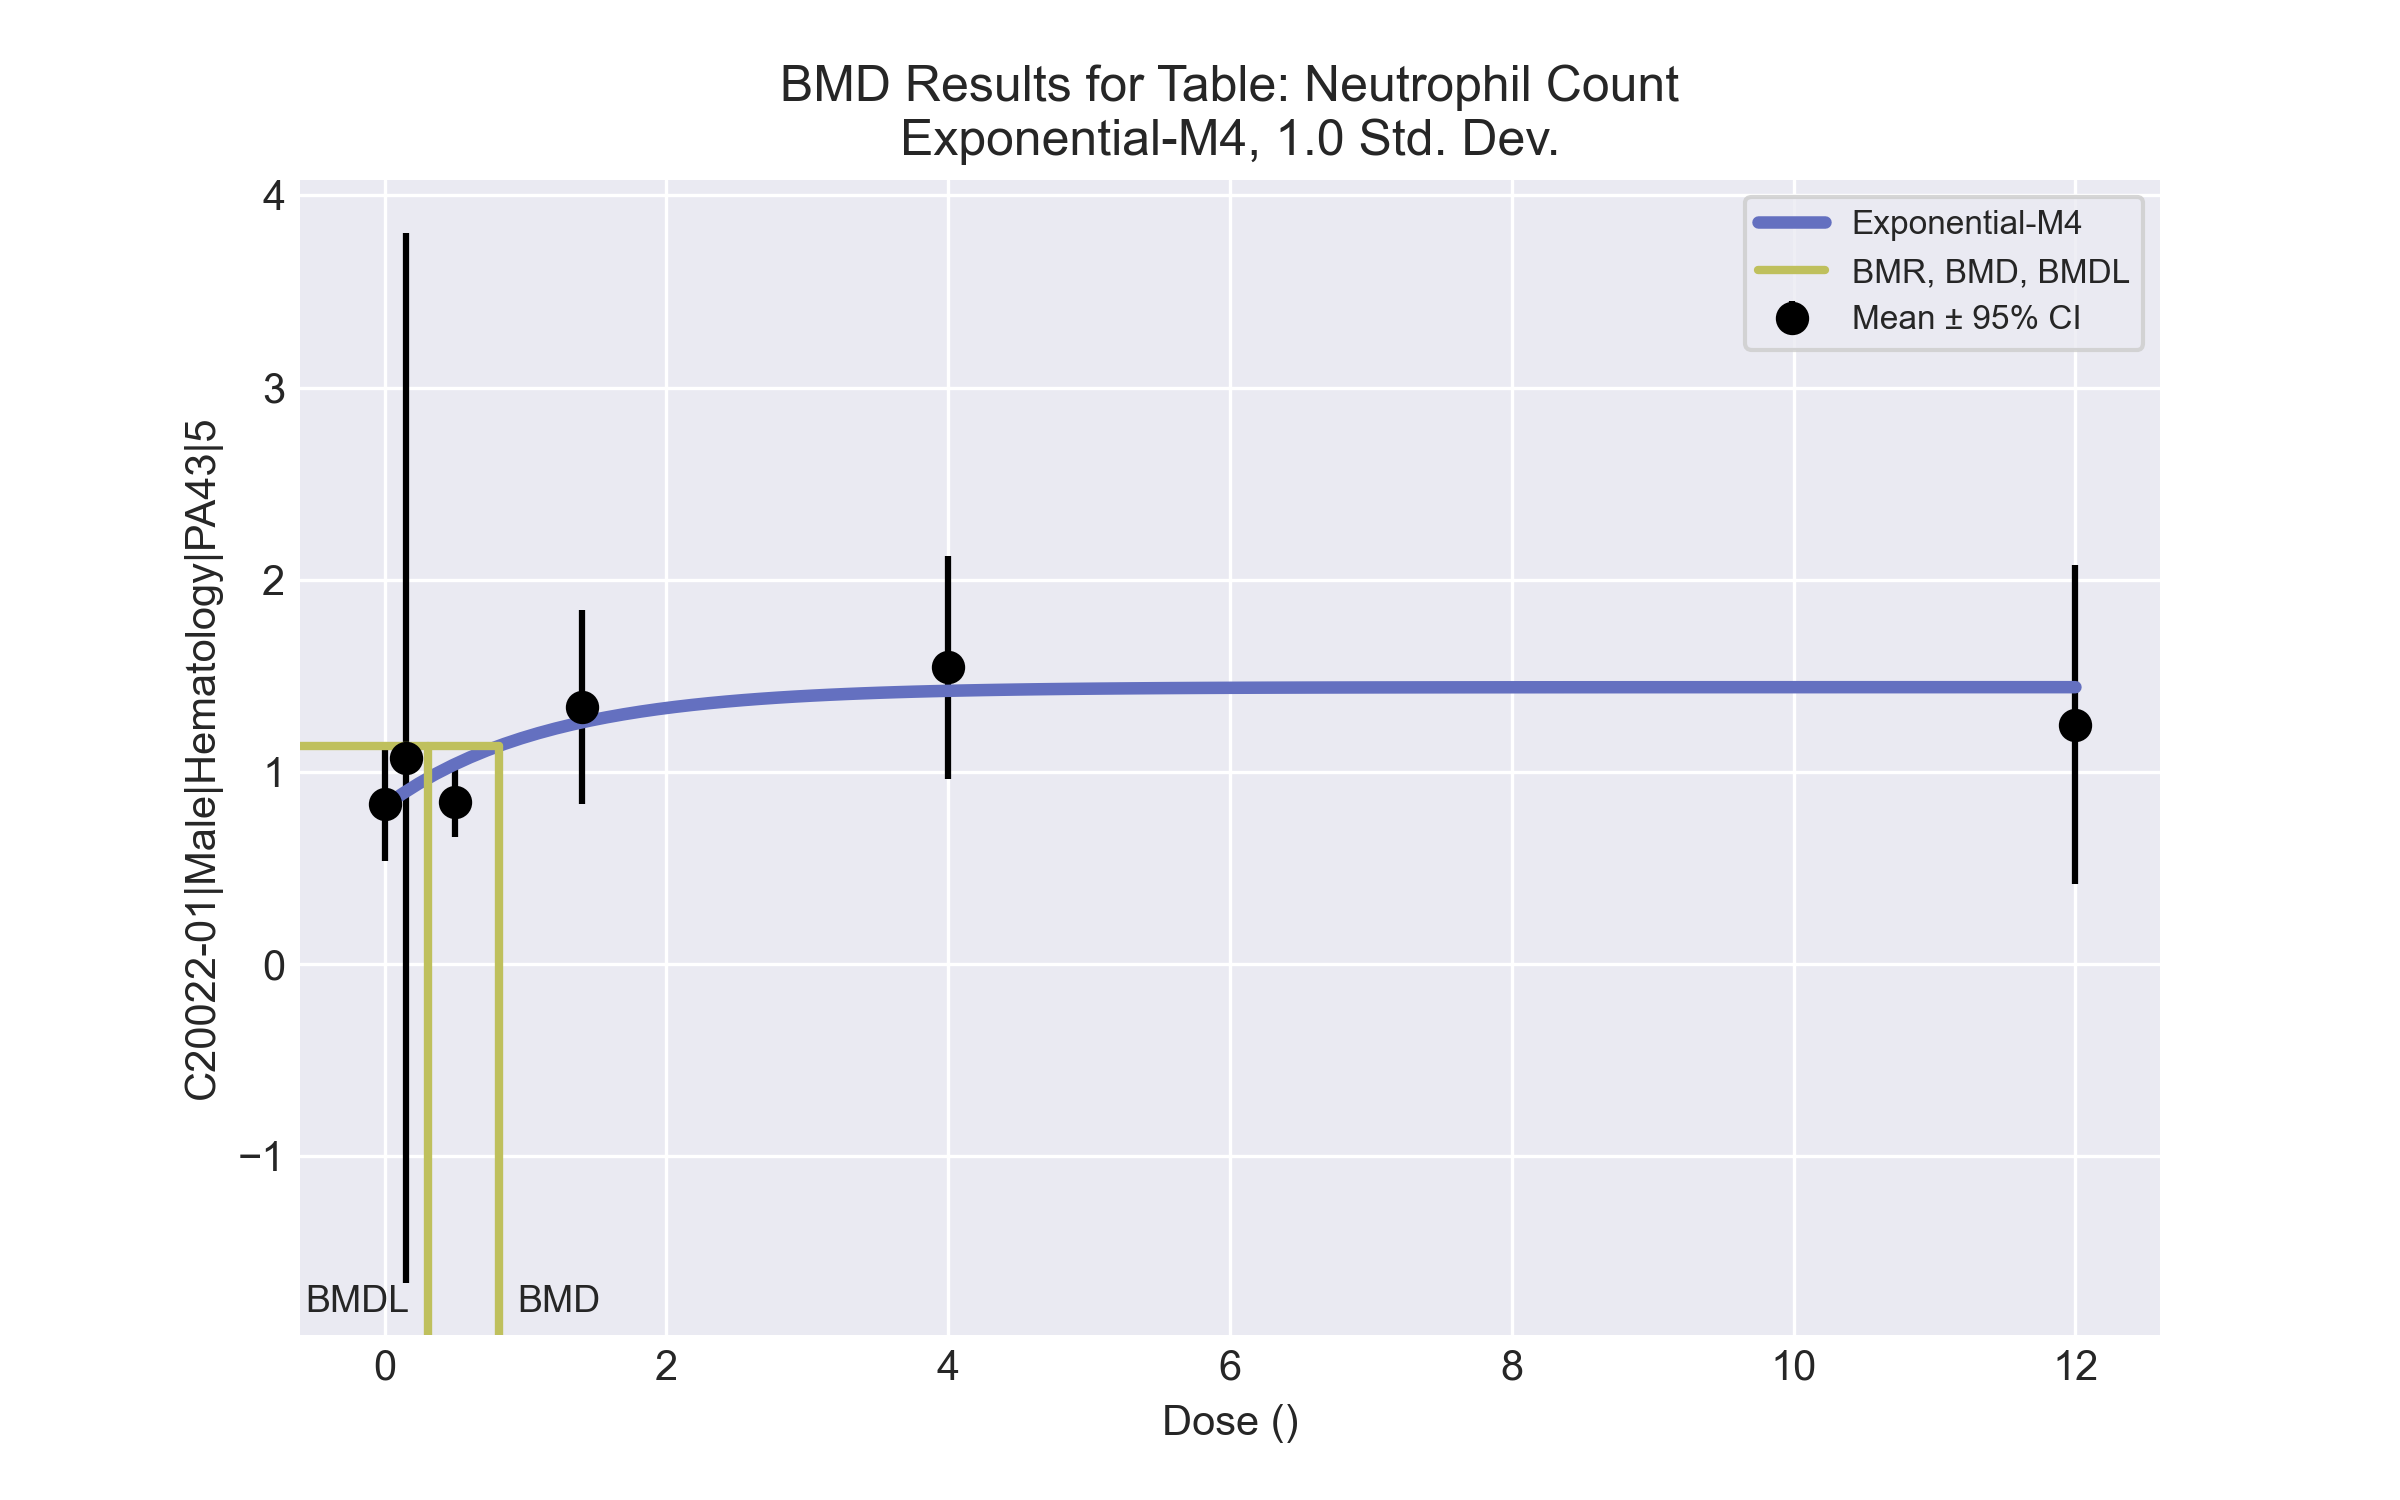 BMD Results for Table: Neutrophil Count
Exponential-M4, 1.0 Std. Dev.
Exponential-M4
BMR, BMD, BMDL
Mean ± 95% CI
C20022-01|Male|Hematology|PA43|5
4
3
2
1
0
−1
BMDL
BMD
0 2 4 6 8 10 12
Dose ()